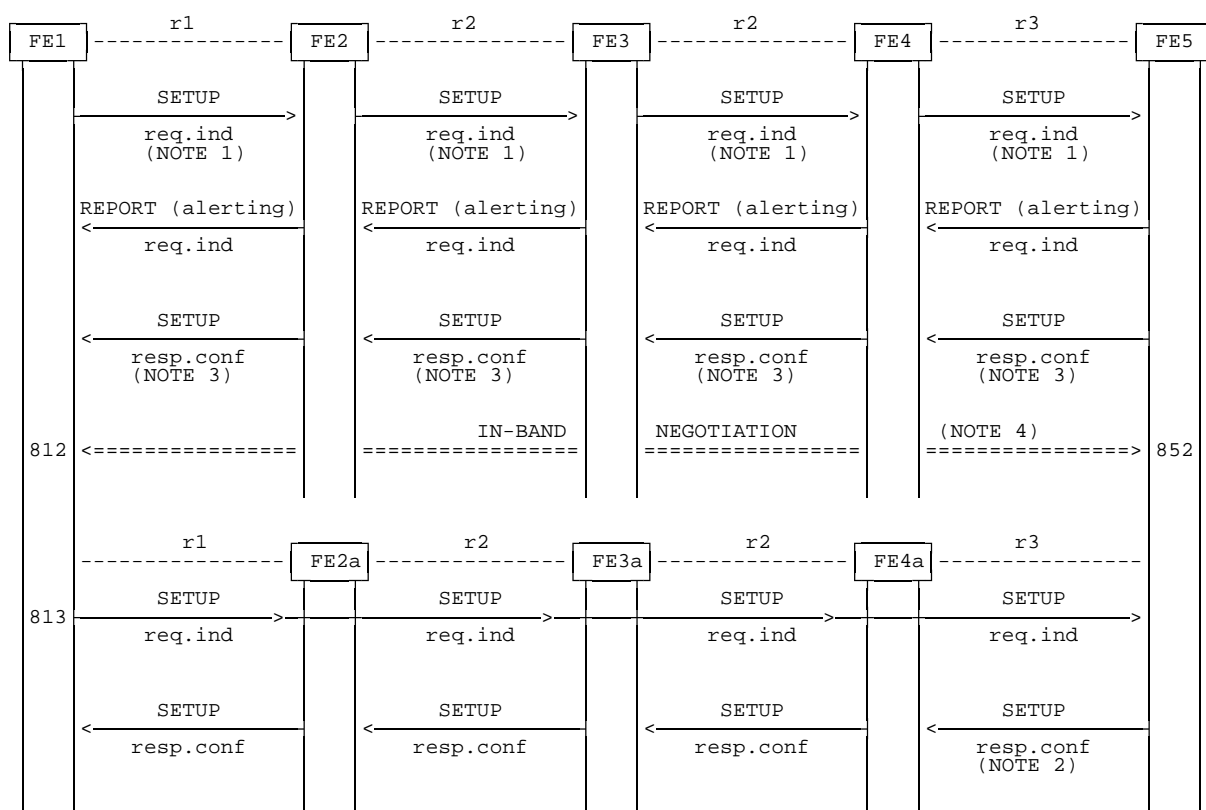 r1 r2 r2 r3
FE1 FE2 FE3 FE4 FE5
SETUP SETUP SETUP SETUP
req.ind req.ind req.ind req.ind
(NOTE 1) (NOTE 1) (NOTE 1) (NOTE 1)
REPORT (alerting) REPORT (alerting) REPORT (alerting) REPORT (alerting)
req.ind req.ind req.ind req.ind
SETUP SETUP SETUP SETUP
resp.conf resp.conf resp.conf resp.conf
(NOTE 3) (NOTE 3) (NOTE 3) (NOTE 3)
IN-BAND NEGOTIATION (NOTE 4)
812 852
r1 r2 r2 r3
FE2a FE3a FE4a
SETUP SETUP SETUP SETUP
813
req.ind req.ind req.ind req.ind
SETUP SETUP SETUP SETUP
resp.conf resp.conf resp.conf resp.conf
(NOTE 2)